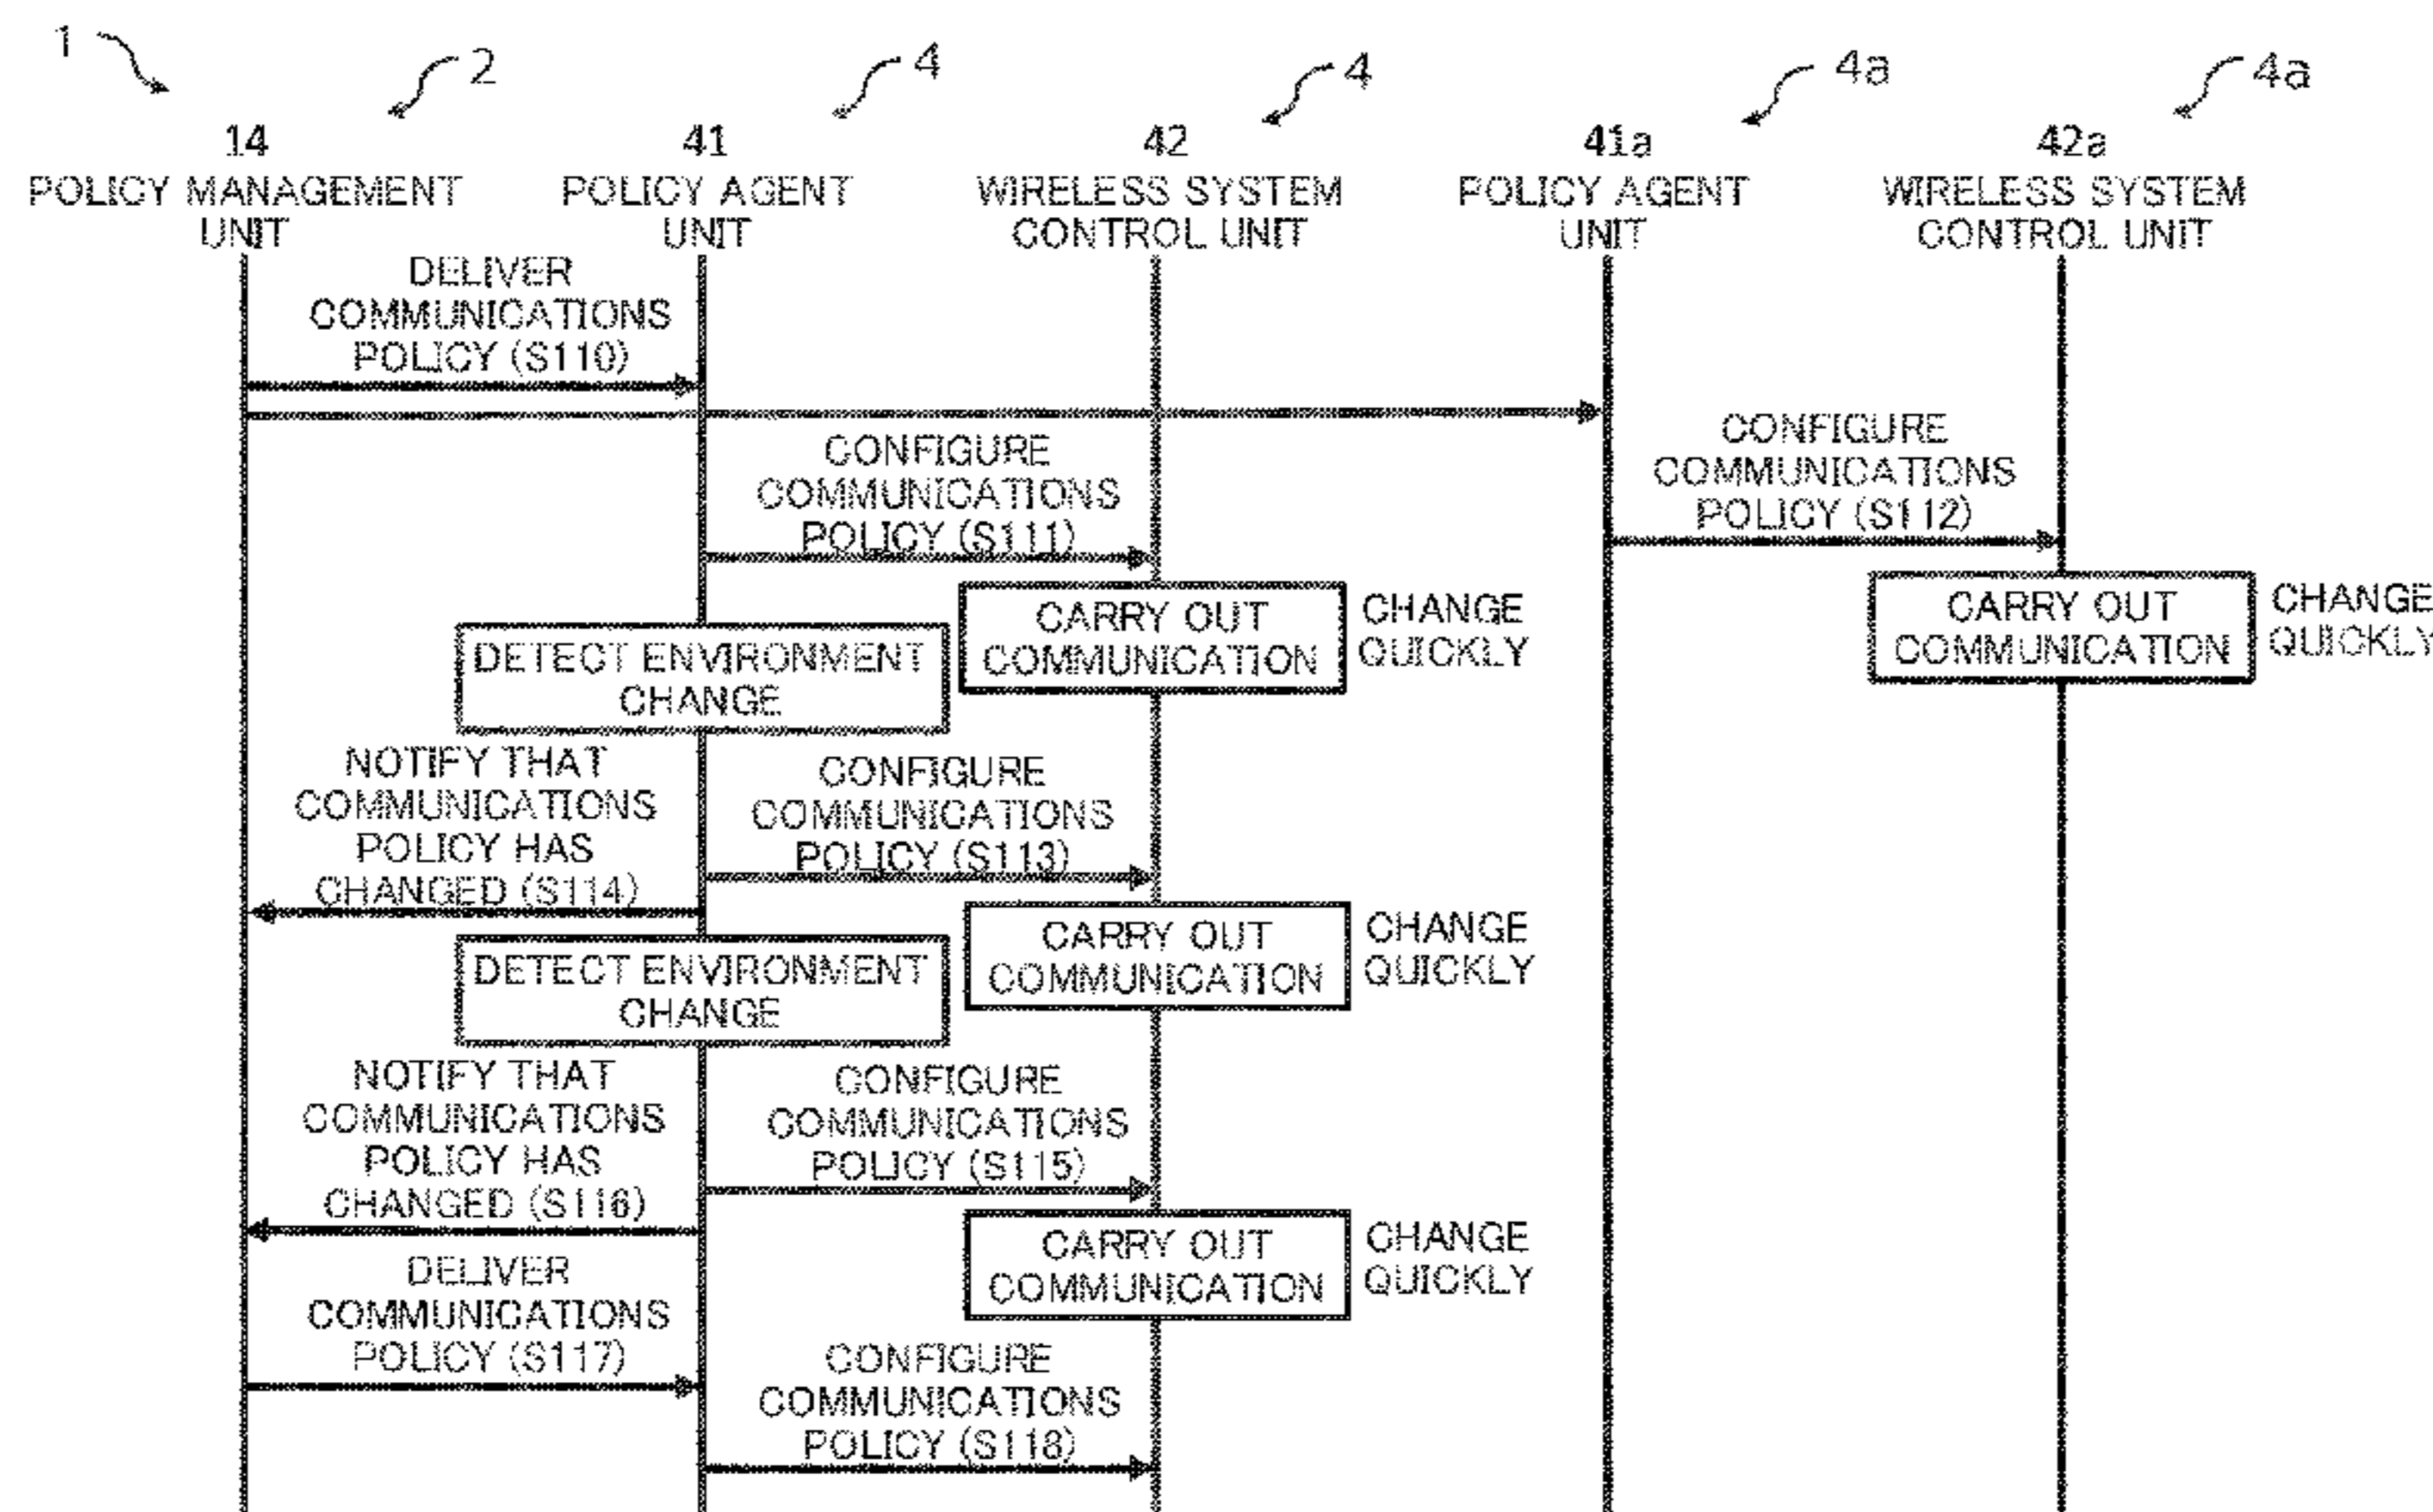 1
2
4
4
4a
4a
14
POLICY MANAGEMENT
UNIT
41
POLICY AGENT
UNIT
42
WIRELESS SYSTEM
CONTROL UNIT
41a
POLICY AGENT
UNIT
42a
WIRELESS SYSTEM
CONTROL UNIT
DELIVER
COMMUNICATIONS
POLICY (S110)
CONFIGURE
COMMUNICATIONS
POLICY (S111)
CONFIGURE
COMMUNICATIONS
POLICY (S112)
CARRY OUT
COMMUNICATION
CHANGE
QUICKLY
CARRY OUT
COMMUNICATION
CHANGE
QUICKLY
DETECT ENVIRONMENT
CHANGE
NOTIFY THAT
COMMUNICATIONS
POLICY HAS
CHANGED (S114)
CONFIGURE
COMMUNICATIONS
POLICY (S113)
CARRY OUT
COMMUNICATION
CHANGE
QUICKLY
DETECT ENVIRONMENT
CHANGE
NOTIFY THAT
COMMUNICATIONS
POLICY HAS
CHANGED (S116)
CONFIGURE
COMMUNICATIONS
POLICY (S115)
CARRY OUT
COMMUNICATION
CHANGE
QUICKLY
DELIVER
COMMUNICATIONS
POLICY (S117)
CONFIGURE
COMMUNICATIONS
POLICY (S118)